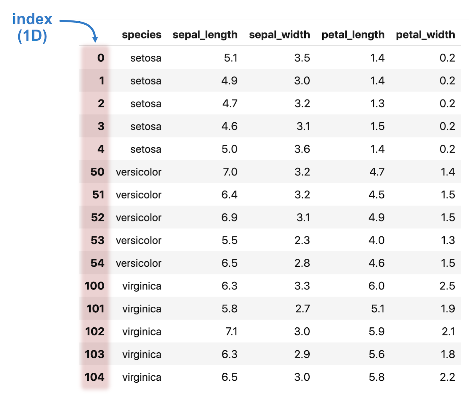 index
(1D)
species sepal_length sepal_width petal_length petal_width
0 setosa 5.1 3.5 1.4 0.2
1 setosa 4.9 3.0 1.4 0.2
2 setosa 4.7 3.2 1.3 0.2
3 setosa 4.6 3.1 1.5 0.2
4 setosa 5.0 3.6 1.4 0.2
50 versicolor 7.0 3.2 4.7 1.4
51 versicolor 6.4 3.2 4.5 1.5
52 versicolor 6.9 3.1 4.9 1.5
53 versicolor 5.5 2.3 4.0 1.3
54 versicolor 6.5 2.8 4.6 1.5
100 virginica 6.3 3.3 6.0 2.5
101 virginica 5.8 2.7 5.1 1.9
102 virginica 7.1 3.0 5.9 2.1
103 virginica 6.3 2.9 5.6 1.8
104 virginica 6.5 3.0 5.8 2.2